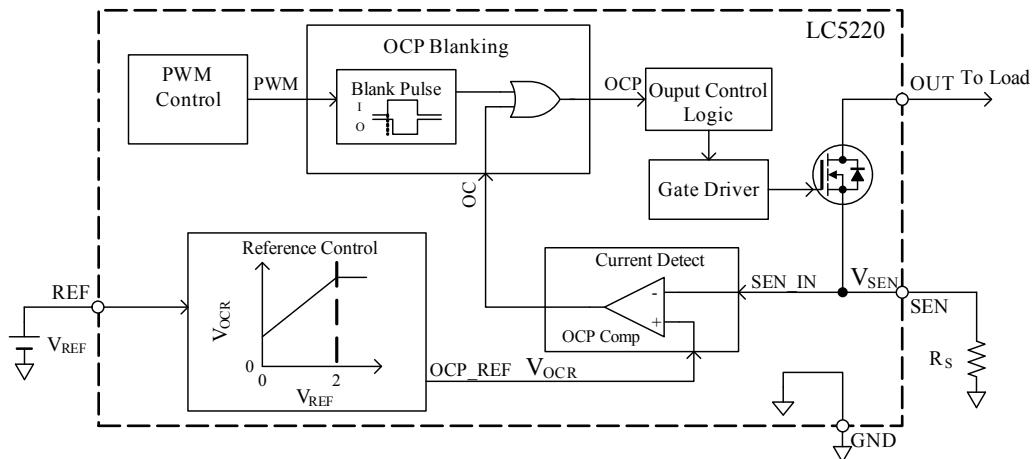 LC5220
OCP Blanking
PWM
Control
PWM
Blank Pulse
I
O
OCP
Ouput Control
Logic
OUT
To Load
Gate Driver
OC
Reference Control
Current Detect
SEN_IN
VSEN
SEN
REF
VREF
VOCR
0
0
2
VREF
-
+
OCP Comp
OCP_REF
VOCR
RS
GND